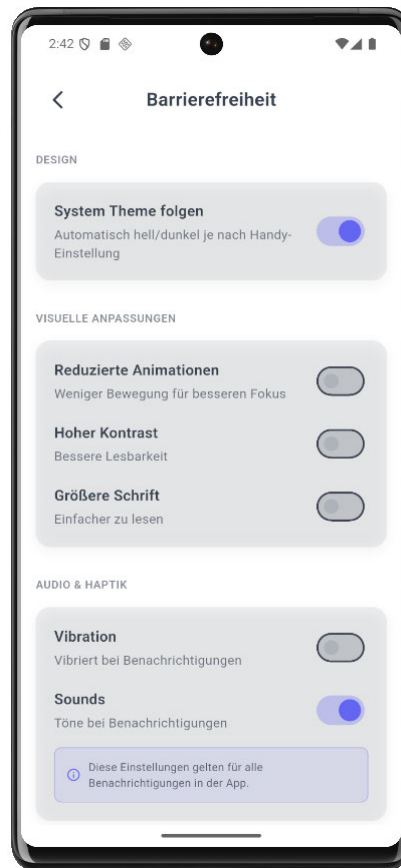 2:42
Barrierefreiheit
DESIGN
System Theme folgen
Automatisch hell/dunkel je nach Handy-
Einstellung
VISUELLE ANPASSUNGEN
Reduzierte Animationen
Weniger Bewegung für besseren Fokus
Hoher Kontrast
Bessere Lesbarkeit
Größere Schrift
Einfacher zu lesen
AUDIO & HAPTIK
Vibration
Vibriert bei Benachrichtigungen
Sounds
Töne bei Benachrichtigungen
Diese Einstellungen gelten für alle
Benachrichtigungen in der App.